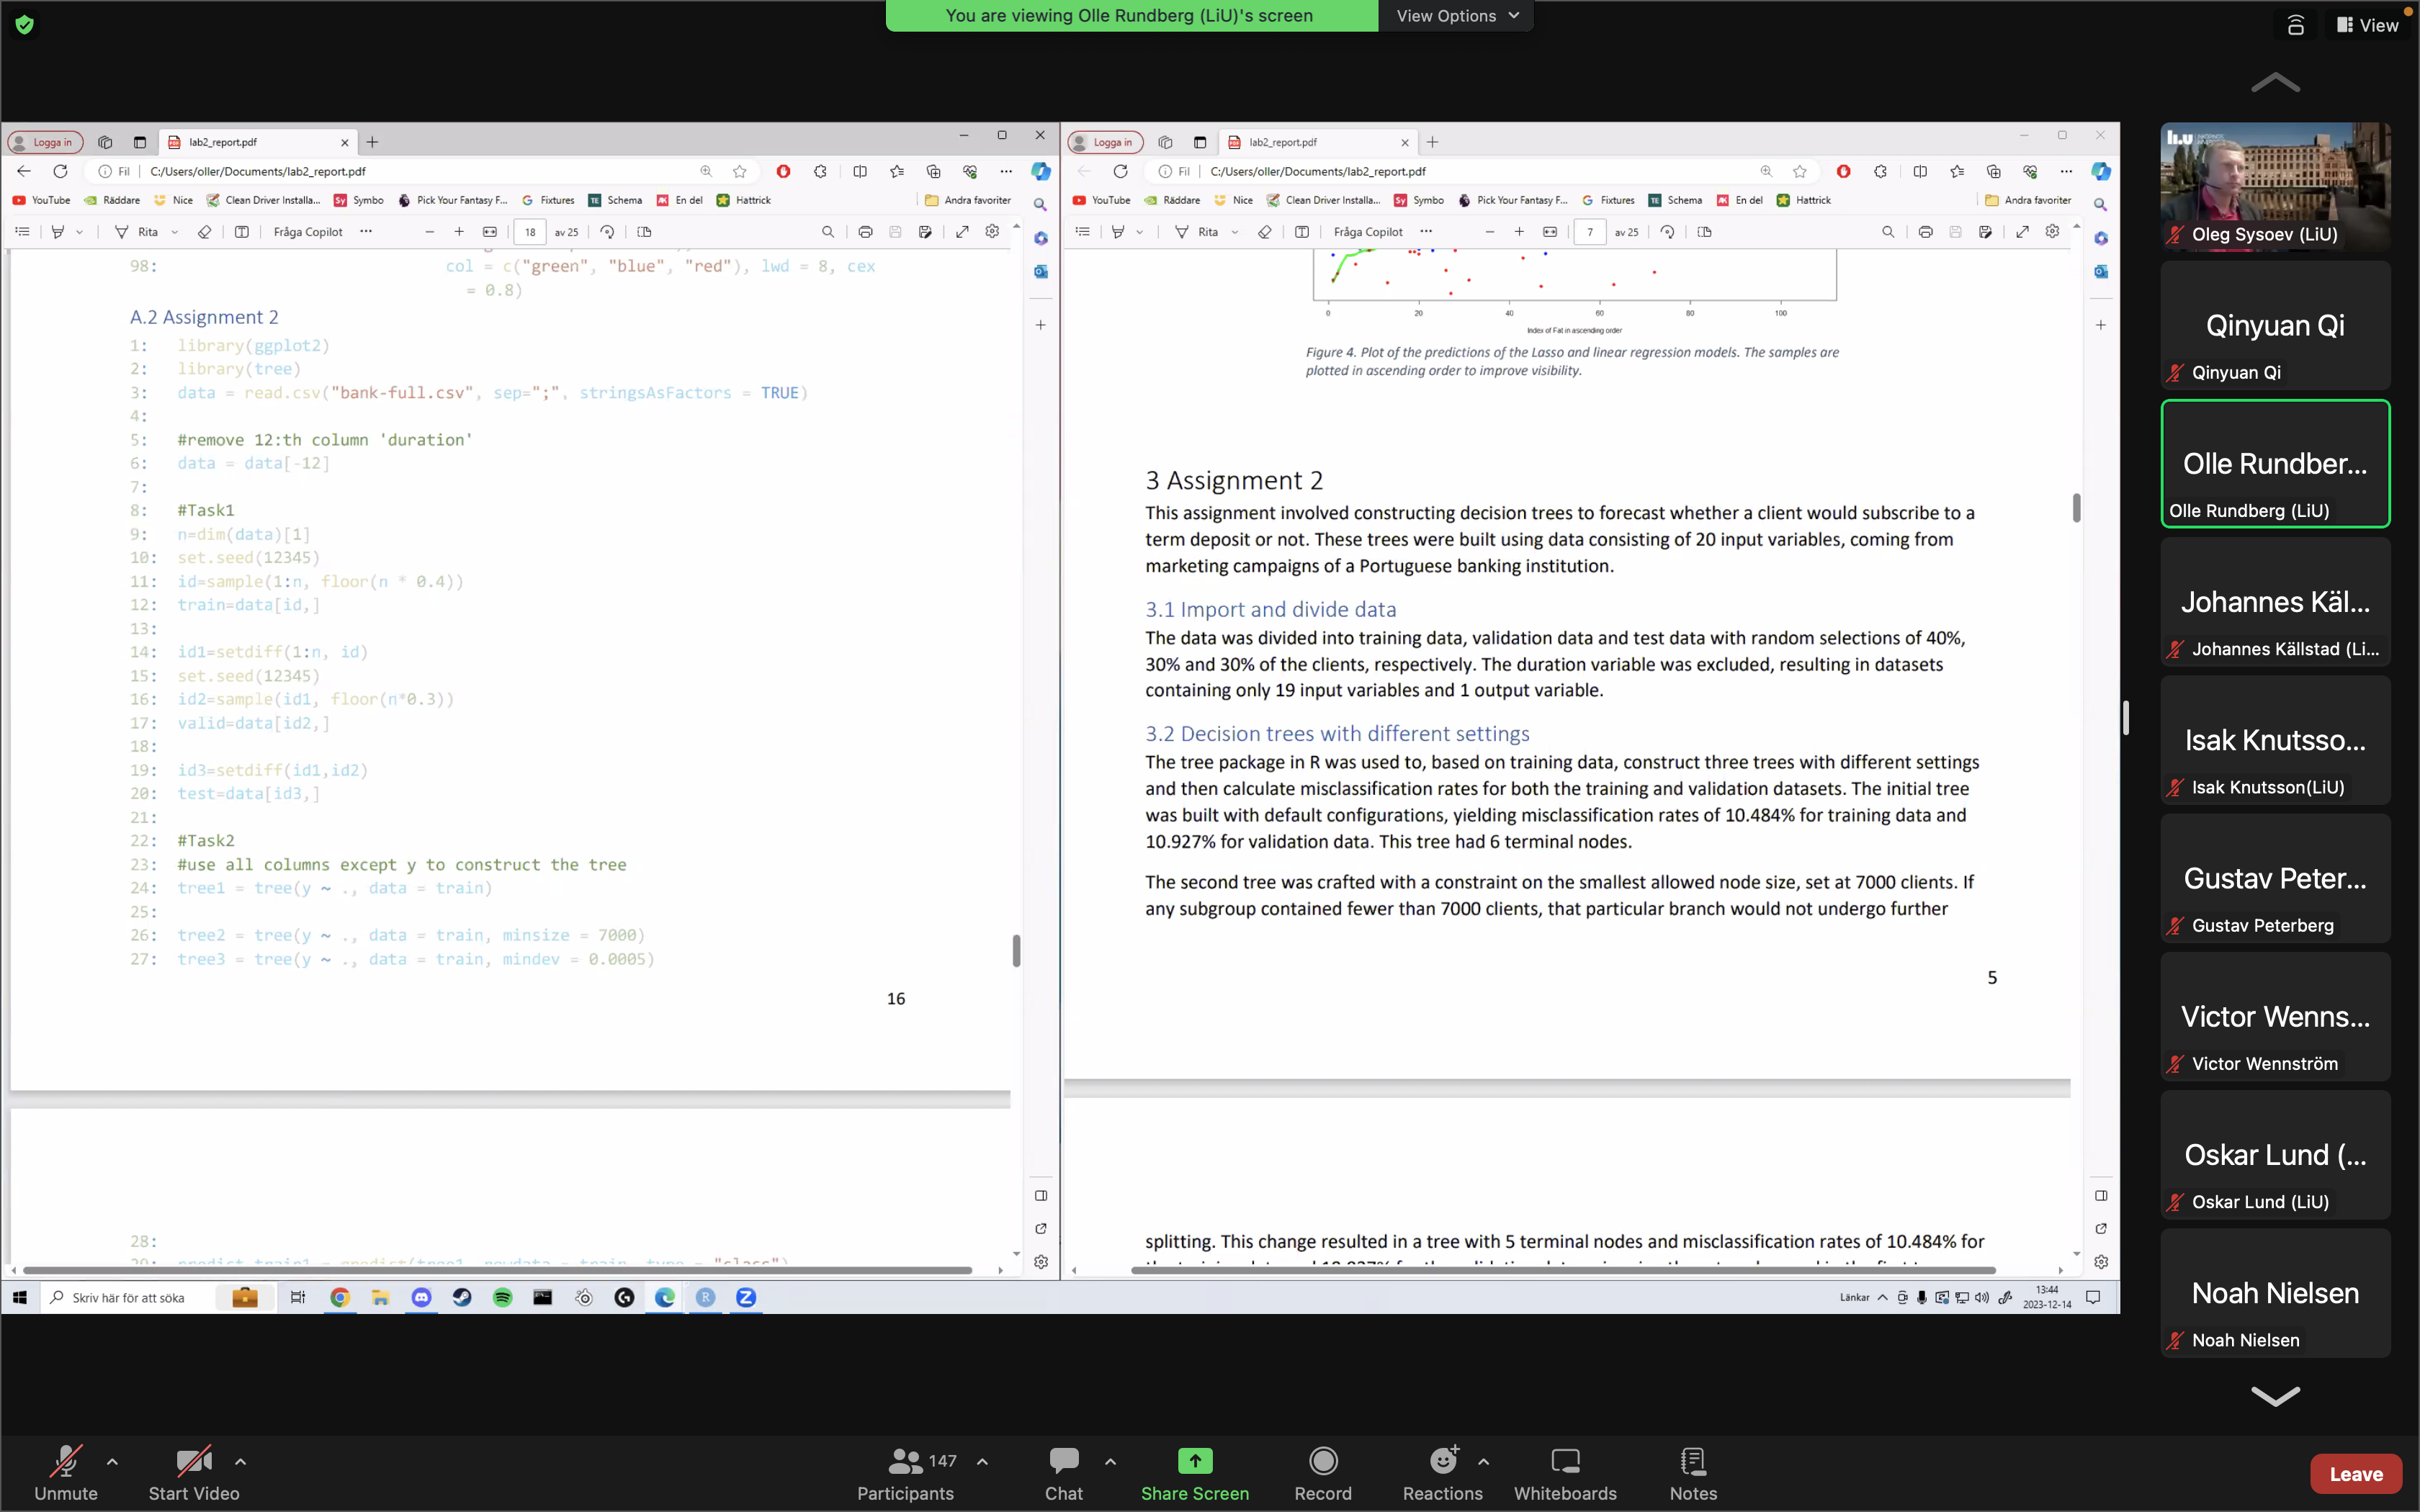 You are viewing Olle Rundberg (LiU)'s screen
View Options
View
Logga in
lab2_report.pdf
Fil
C:/Users/oller/Documents/lab2_report.pdf
YouTube
Räddare
Nice
Clean Driver Installa...
Symbo
Pick Your Fantasy F...
Fixtures
Schema
En del
Hattrick
Andra favoriter
Rita
Fråga Copilot
18 av 25
98: col = c("green", "blue", "red"), lwd = 8, cex
= 0.8)
A.2 Assignment 2
1: library(ggplot2)
2: library(tree)
3: data = read.csv("bank-full.csv", sep=";", stringsAsFactors = TRUE)
4:
5: #remove 12:th column 'duration'
6: data = data[-12]
7:
8: #Task1
9: n=dim(data)[1]
10: set.seed(12345)
11: id=sample(1:n, floor(n * 0.4))
12: train=data[id,]
13:
14: id1=setdiff(1:n, id)
15: set.seed(12345)
16: id2=sample(id1, floor(n*0.3))
17: valid=data[id2,]
18:
19: id3=setdiff(id1,id2)
20: test=data[id3,]
21:
22: #Task2
23: #use all columns except y to construct the tree
24: tree1 = tree(y ~ ., data = train)
25:
26: tree2 = tree(y ~ ., data = train, minsize = 7000)
27: tree3 = tree(y ~ ., data = train, mindev = 0.0005)
16
28:
29: predict_train1 = predict(tree1, newdata = train, type = "class")
Logga in
lab2_report.pdf
Fil
C:/Users/oller/Documents/lab2_report.pdf
YouTube
Räddare
Nice
Clean Driver Installa...
Symbo
Pick Your Fantasy F...
Fixtures
Schema
En del
Hattrick
Andra favoriter
Rita
Fråga Copilot
7 av 25
0 20 40 60 80 100
Index of Fat in ascending order
Figure 4. Plot of the predictions of the Lasso and linear regression models. The samples are
plotted in ascending order to improve visibility.
3 Assignment 2
This assignment involved constructing decision trees to forecast whether a client would subscribe to a
term deposit or not. These trees were built using data consisting of 20 input variables, coming from
marketing campaigns of a Portuguese banking institution.
3.1 Import and divide data
The data was divided into training data, validation data and test data with random selections of 40%,
30% and 30% of the clients, respectively. The duration variable was excluded, resulting in datasets
containing only 19 input variables and 1 output variable.
3.2 Decision trees with different settings
The tree package in R was used to, based on training data, construct three trees with different settings
and then calculate misclassification rates for both the training and validation datasets. The initial tree
was built with default configurations, yielding misclassification rates of 10.484% for training data and
10.927% for validation data. This tree had 6 terminal nodes.
The second tree was crafted with a constraint on the smallest allowed node size, set at 7000 clients. If
any subgroup contained fewer than 7000 clients, that particular branch would not undergo further
5
splitting. This change resulted in a tree with 5 terminal nodes and misclassification rates of 10.484% for
Skriv här för att söka
Länkar
13:44
2023-12-14
Oleg Sysoev (LiU)
Qinyuan Qi
Qinyuan Qi
Olle Rundber...
Olle Rundberg (LiU)
Johannes Käl...
Johannes Källstad (Li...
Isak Knutsso...
Isak Knutsson(LiU)
Gustav Peter...
Gustav Peterberg
Victor Wenns...
Victor Wennström
Oskar Lund (...
Oskar Lund (LiU)
Noah Nielsen
Noah Nielsen
Unmute
Start Video
147
Participants
Chat
Share Screen
Record
Reactions
Whiteboards
Notes
Leave